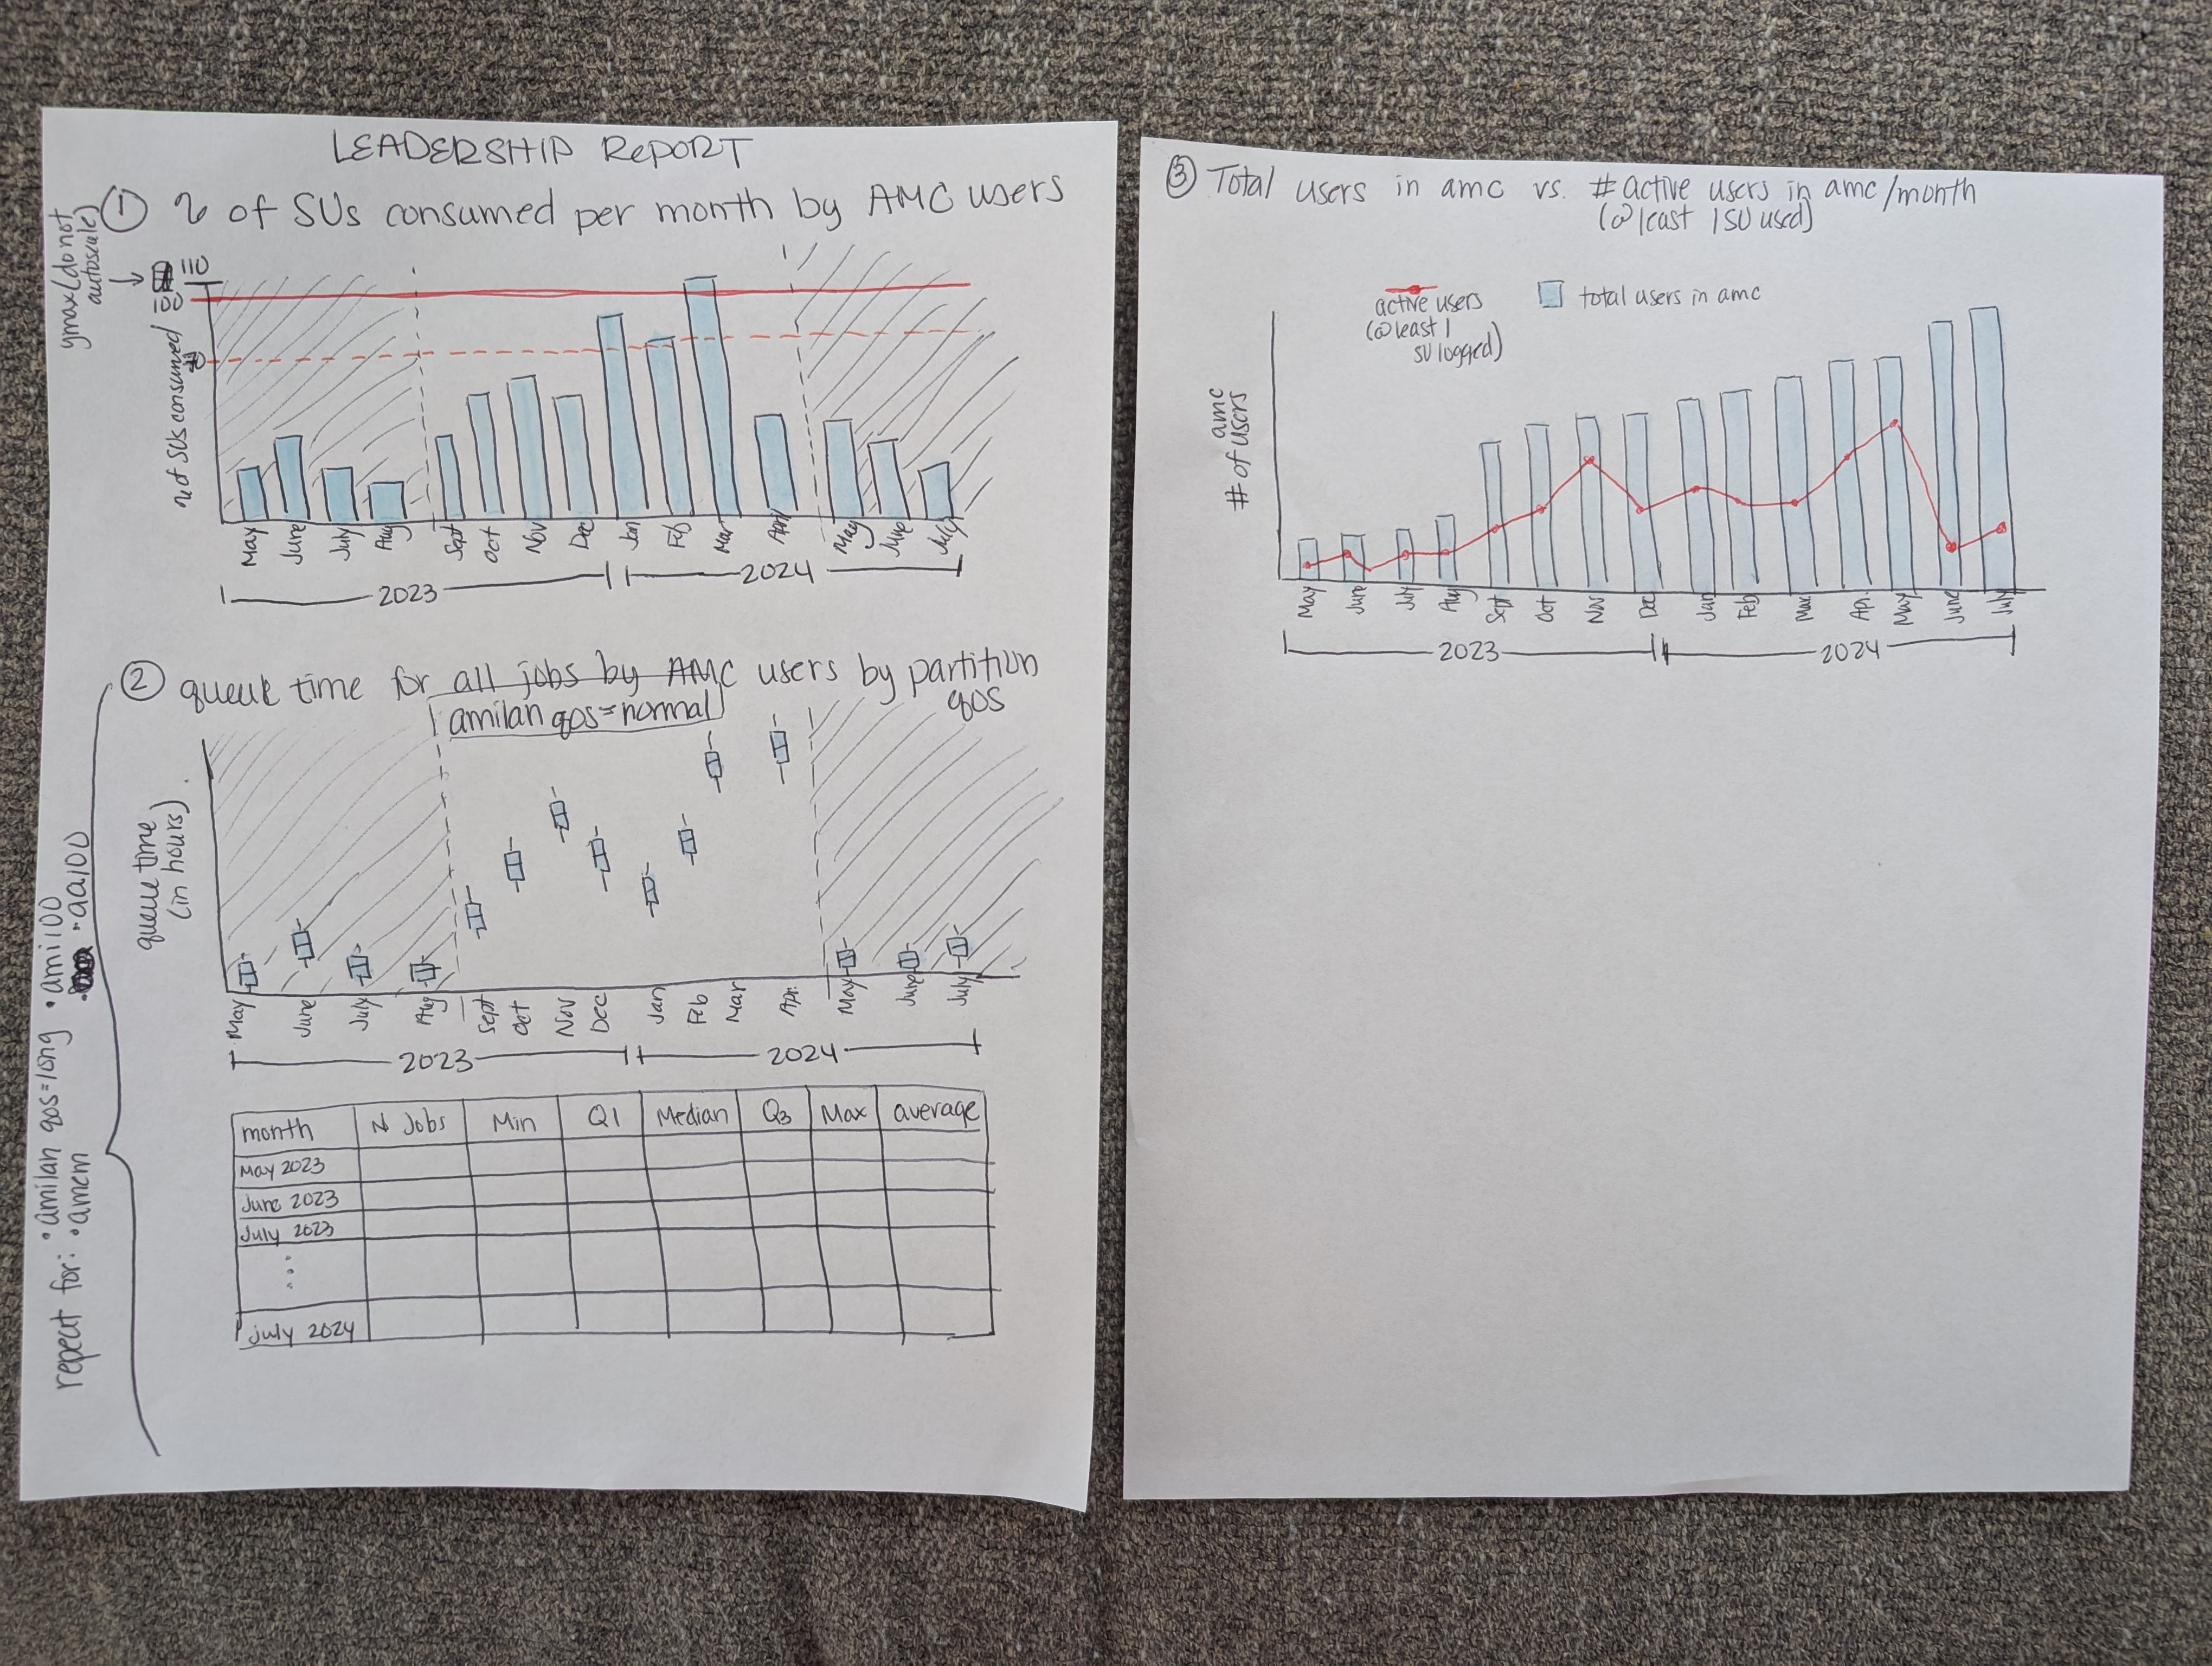 LEADERSHIP REPORT
① % of SUs consumed per month by AMC users
ymax (do not
autoscale)
110
100
% of SUs consumed
May June July Aug Sept Oct Nov Dec Jan Feb Mar April May June July
2023 2024
② queue time for all jobs by AMC users by partition
qos
amilan qos=normal
queue time
(in hours)
May June July Aug Sept Oct Nov Dec Jan Feb Mar Apr. May June July
2023 2024
month N Jobs Min Q1 Median Q3 Max average
May 2023
June 2023
July 2023
July 2024
repeat for: •amilan qos=long •ami100
•amem •aa100
③ Total users in amc vs. # active users in amc/month
(@least 1 SU used)
active users
(@least 1
SU logged)
total users in amc
amc
# of users
May June July Aug Sept Oct Nov Dec Jan Feb Mar. Apr. May June July
2023 2024